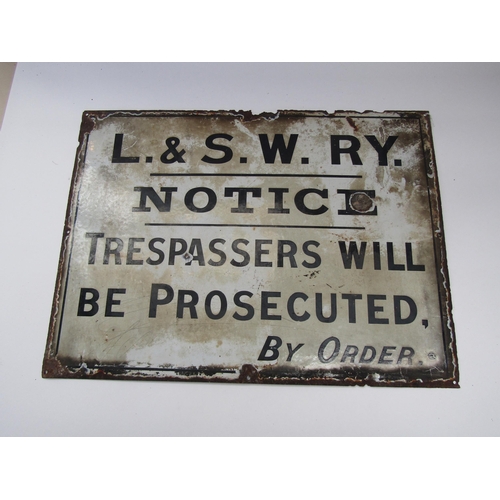 L. & S. W. RY.
NOTICE
TRESPASSERS WILL
BE PROSECUTED,
BY ORDER.